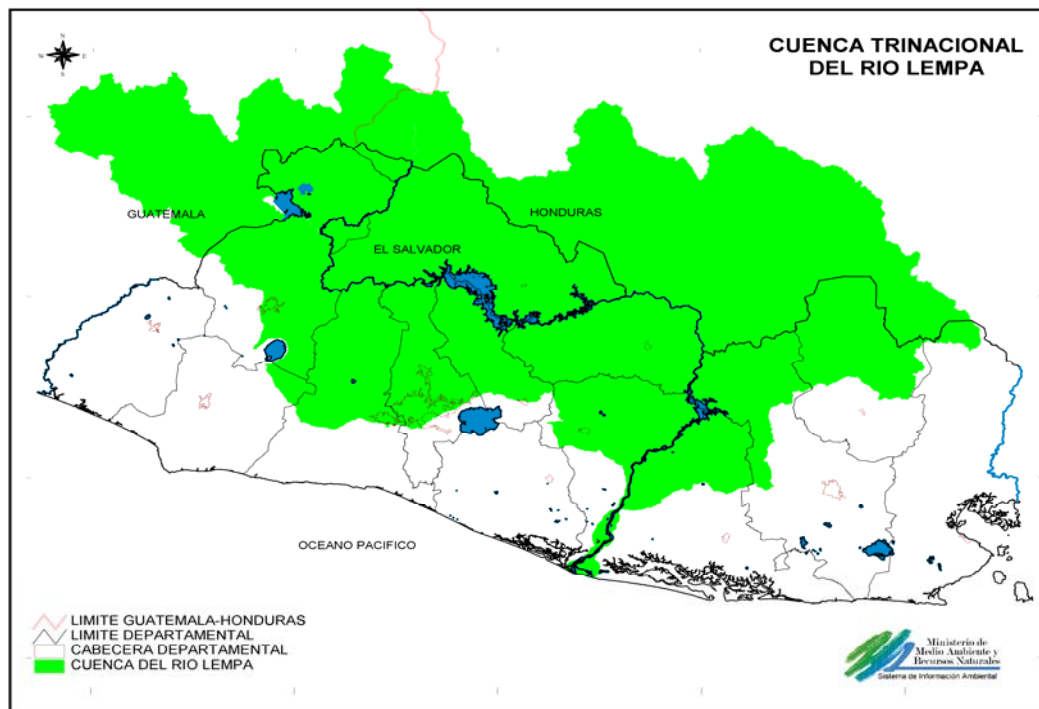 CUENCA TRINACIONAL
DEL RIO LEMPA
N
W
E
S
GUATEMALA
HONDURAS
EL SALVADOR
OCEANO PACIFICO
LIMITE GUATEMALA-HONDURAS
LIMITE DEPARTAMENTAL
CABECERA DEPARTAMENTAL
CUENCA DEL RIO LEMPA
Ministerio de
Medio Ambiente y
Recursos Naturales
Sistema de Información Ambiental